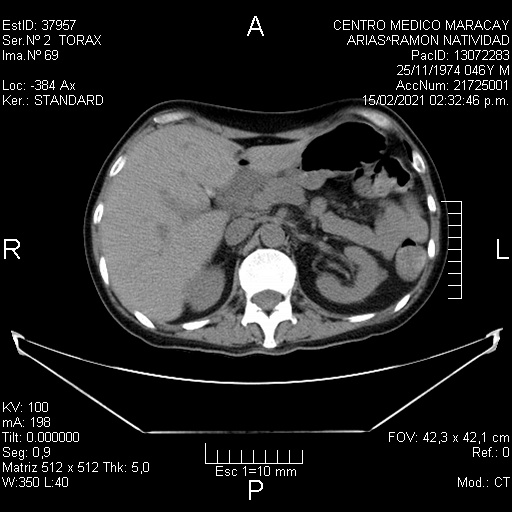 EstID: 37957
Ser.Nº 2 TORAX
Ima.Nº 69
Loc: -384 Ax
Ker.: STANDARD
A
CENTRO MEDICO MARACAY
ARIAS^RAMON NATIVIDAD
PacID: 13072283
25/11/1974 046Y M
AccNum: 21725001
15/02/2021 02:32:46 p.m.
R
L
KV: 100
mA: 198
Tilt: 0.000000
Seg: 0,9
Matriz 512 x 512 Thk: 5,0
W:350 L:40
Esc 1=10 mm
P
FOV: 42,3 x 42,1 cm
Ref.: 0
Mod.: CT